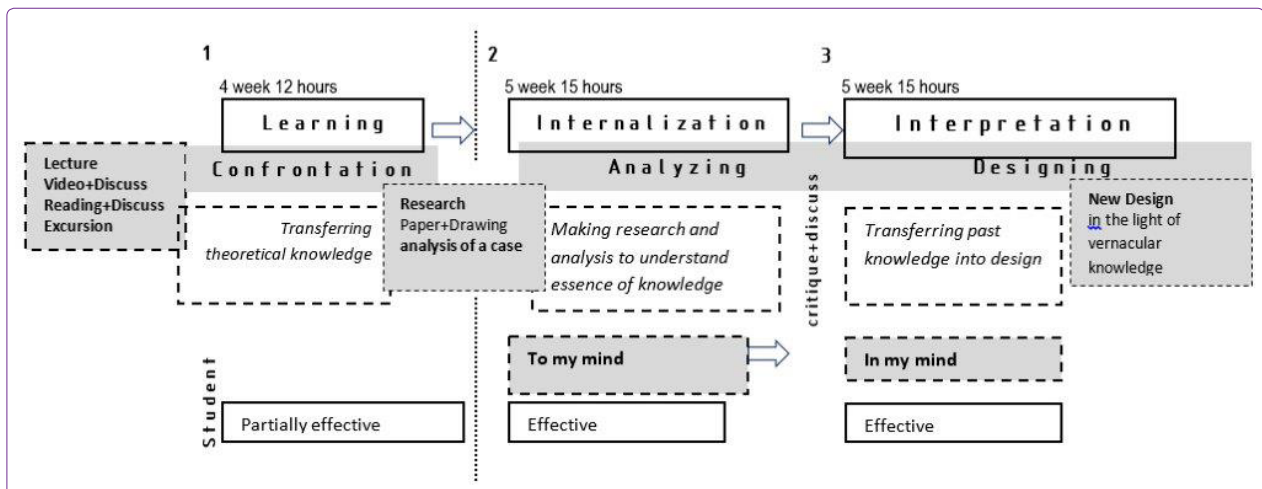 1
4 week 12 hours
Learning
Confrontation
Lecture
Video+Discuss
Reading+Discuss
Excursion
Transferring
theoretical knowledge
Research
Paper+Drawing
analysis of a case
Student
Partially effective
2
5 week 15 hours
Internalization
Analyzing
Making research and
analysis to understand
essence of knowledge
To my mind
Effective
critique+discuss
3
5 week 15 hours
Interpretation
Designing
Transferring past
knowledge into design
New Design
in the light of
vernacular
knowledge
In my mind
Effective